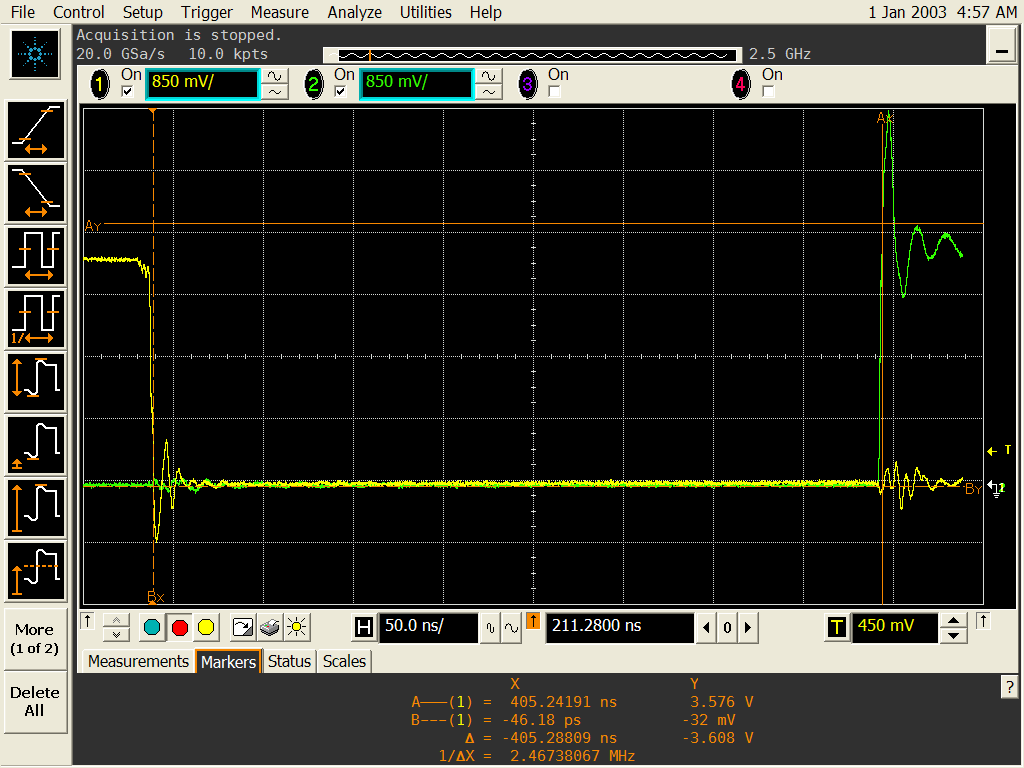 File Control Setup Trigger Measure Analyze Utilities Help 1 Jan 2003 4:57 AM
Acquisition is stopped.
20.0 GSa/s 10.0 kpts 2.5 GHz
1 On 850 mV/ 2 On 850 mV/ 3 On 4 On
Ax
AY
1/
T
BY
Bx
More
(1 of 2)
Delete
All
H 50.0 ns/ 211.2800 ns 0 T 450 mV
Measurements Markers Status Scales
?
X Y
A———(1) = 405.24191 ns 3.576 V
B---(1) = -46.18 ps -32 mV
Δ = -405.28809 ns -3.608 V
1/ΔX = 2.46738067 MHz